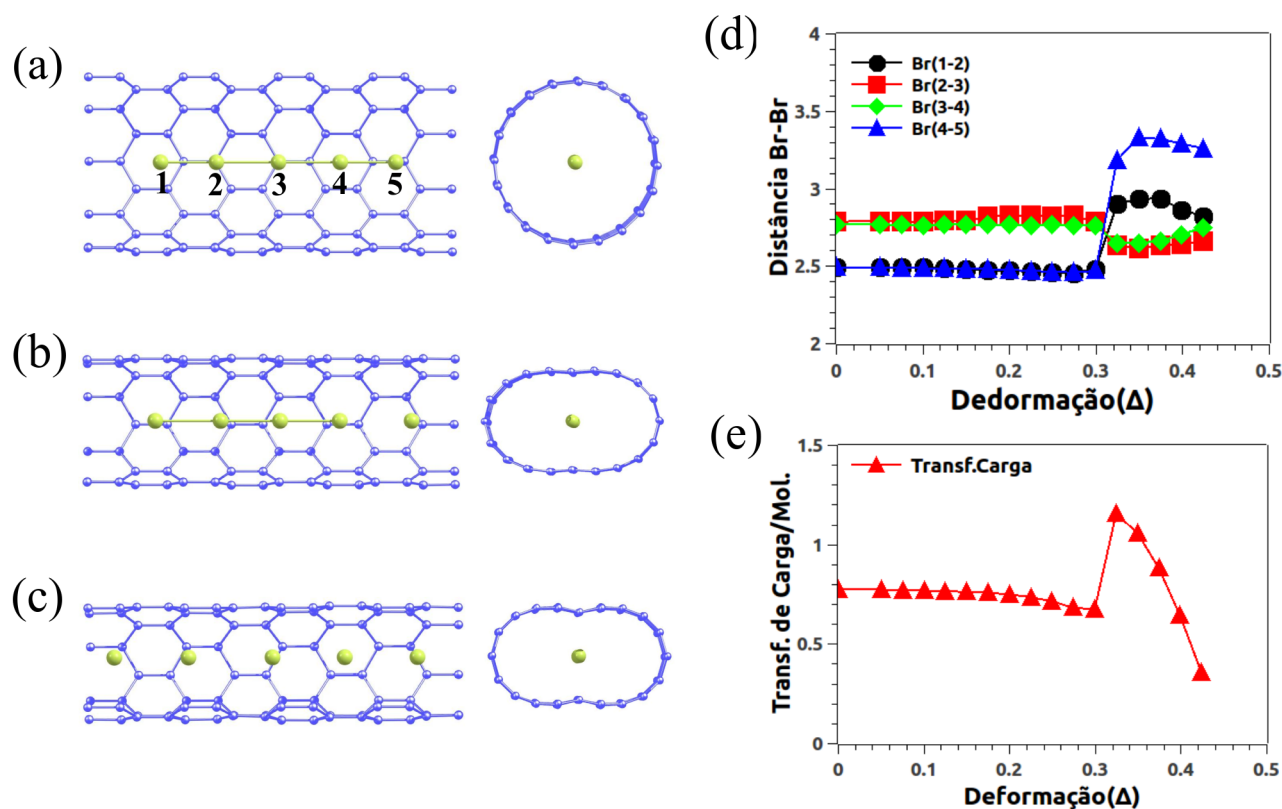 (a)
1 2 3 4 5
(b)
(c)
(d)
Distância Br-Br
4
3.5
3
2.5
2
Br(1-2)
Br(2-3)
Br(3-4)
Br(4-5)
0 0.1 0.2 0.3 0.4 0.5
Dedormação(Δ)
(e)
Transf. de Carga/Mol.
1.5
1
0.5
0
Transf.Carga
0 0.1 0.2 0.3 0.4 0.5
Deformação(Δ)